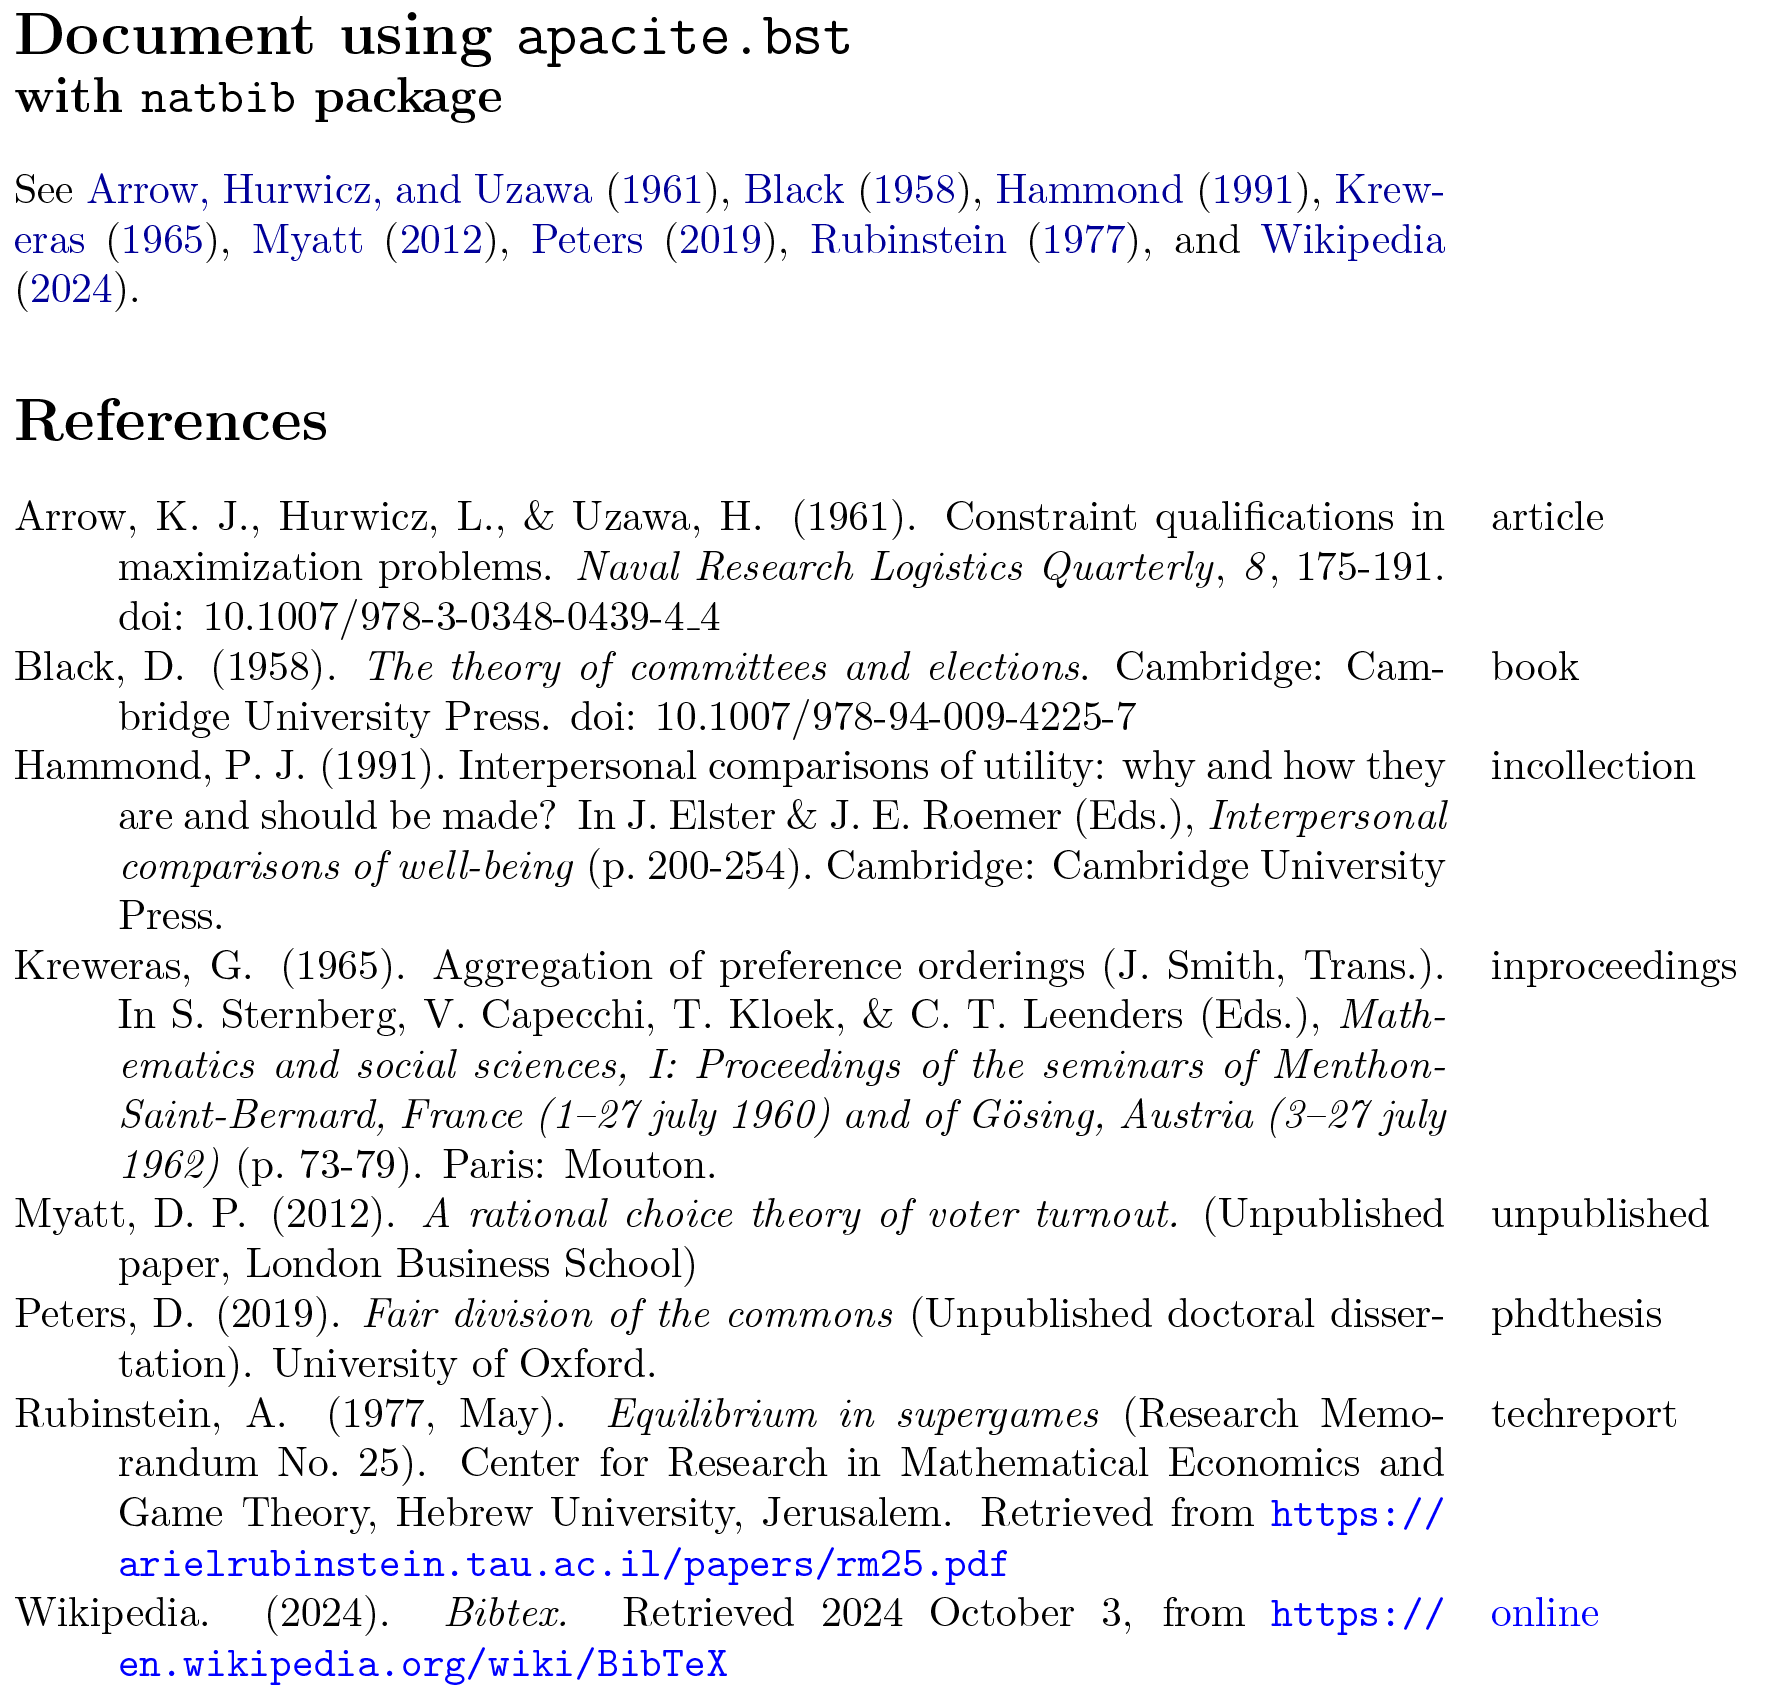 Document using apacite.bst
with natbib package
See Arrow, Hurwicz, and Uzawa (1961), Black (1958), Hammond (1991), Krew-
eras (1965), Myatt (2012), Peters (2019), Rubinstein (1977), and Wikipedia
(2024).
References
Arrow, K. J., Hurwicz, L., & Uzawa, H. (1961). Constraint qualifications in article
maximization problems. Naval Research Logistics Quarterly, 8, 175-191.
doi: 10.1007/978-3-0348-0439-4_4
Black, D. (1958). The theory of committees and elections. Cambridge: Cam- book
bridge University Press. doi: 10.1007/978-94-009-4225-7
Hammond, P. J. (1991). Interpersonal comparisons of utility: why and how they incollection
are and should be made? In J. Elster & J. E. Roemer (Eds.), Interpersonal
comparisons of well-being (p. 200-254). Cambridge: Cambridge University
Press.
Kreweras, G. (1965). Aggregation of preference orderings (J. Smith, Trans.). inproceedings
In S. Sternberg, V. Capecchi, T. Kloek, & C. T. Leenders (Eds.), Math-
ematics and social sciences, I: Proceedings of the seminars of Menthon-
Saint-Bernard, France (1–27 july 1960) and of Gösing, Austria (3–27 july
1962) (p. 73-79). Paris: Mouton.
Myatt, D. P. (2012). A rational choice theory of voter turnout. (Unpublished unpublished
paper, London Business School)
Peters, D. (2019). Fair division of the commons (Unpublished doctoral disser- phdthesis
tation). University of Oxford.
Rubinstein, A. (1977, May). Equilibrium in supergames (Research Memo- techreport
randum No. 25). Center for Research in Mathematical Economics and
Game Theory, Hebrew University, Jerusalem. Retrieved from https://
arielrubinstein.tau.ac.il/papers/rm25.pdf
Wikipedia. (2024). Bibtex. Retrieved 2024 October 3, from https:// online
en.wikipedia.org/wiki/BibTeX